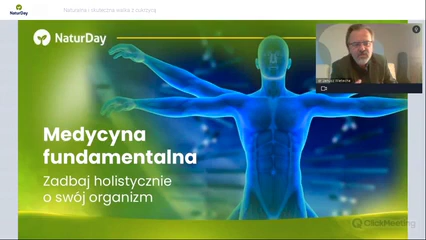 NaturDay
Naturalna i skuteczna walka z cukrzycą
NaturDay
Medycyna
fundamentalna
Zadbaj holistycznie
o swój organizm
ClickMeeting